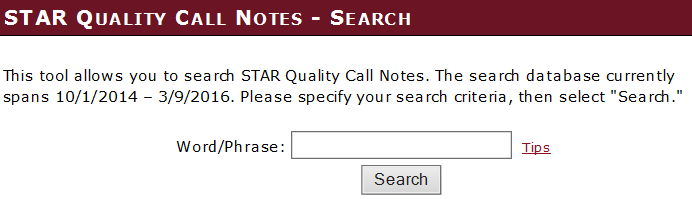 STAR QUALITY CALL NOTES - SEARCH
This tool allows you to search STAR Quality Call Notes. The search database currently
spans 10/1/2014 – 3/9/2016. Please specify your search criteria, then select "Search."
Word/Phrase: Tips
Search